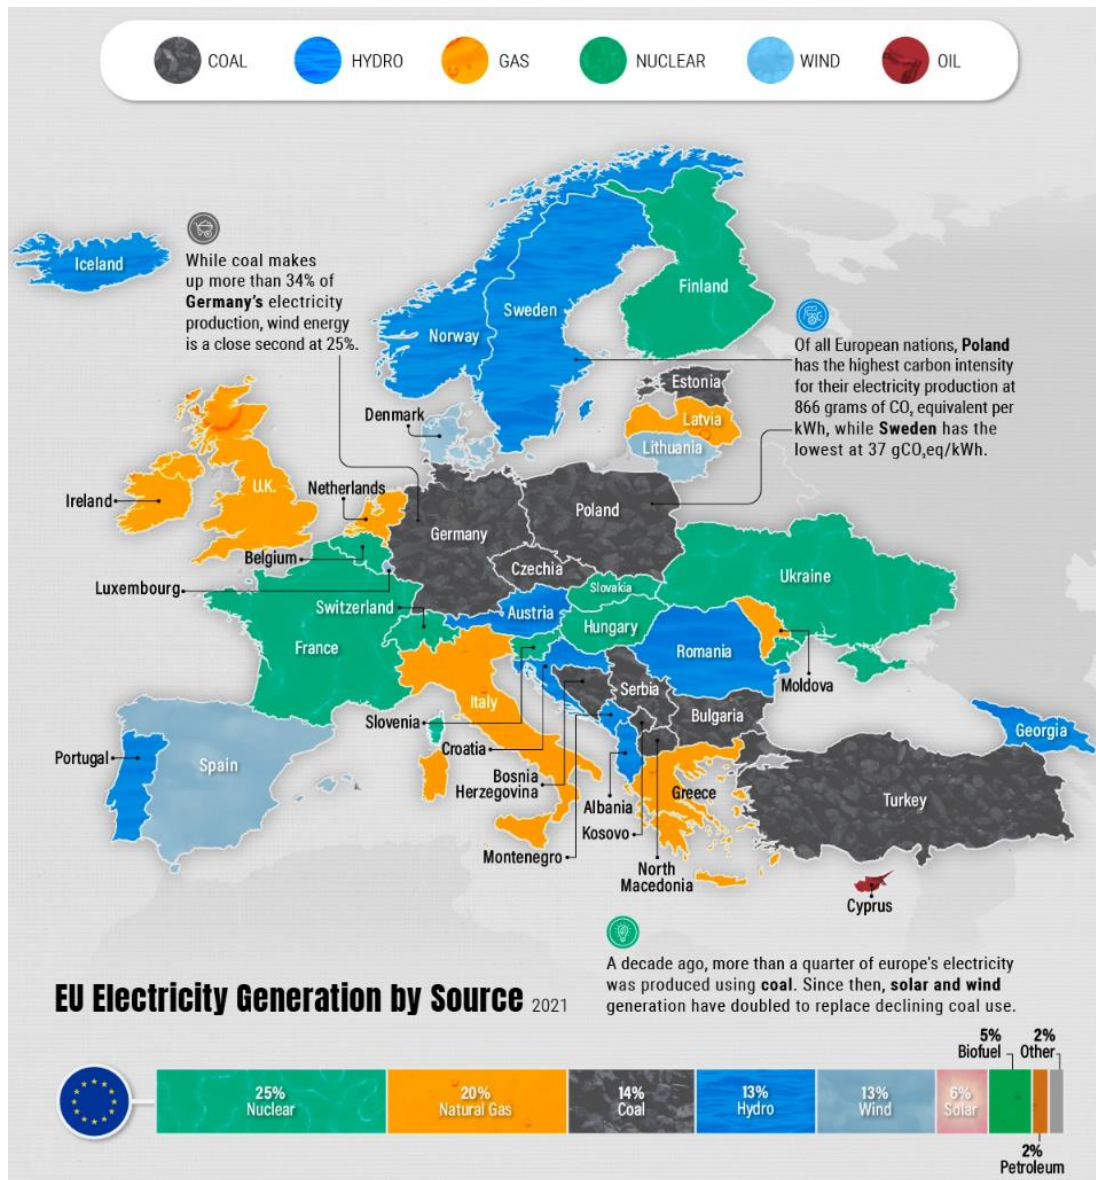 COAL
HYDRO
GAS
NUCLEAR
WIND
OIL
While coal makes
up more than 34% of
Germany's electricity
production, wind energy
is a close second at 25%.
Iceland
Finland
Sweden
Norway
Of all European nations, Poland
has the highest carbon intensity
for their electricity production at
866 grams of CO₂ equivalent per
kWh, while Sweden has the
lowest at 37 gCO₂eq/kWh.
Estonia
Latvia
Lithuania
Denmark
Ireland
U.K.
Netherlands
Belgium
Luxembourg
Germany
Poland
Czechia
Slovakia
Ukraine
Austria
Hungary
Switzerland
France
Romania
Moldova
Italy
Slovenia
Croatia
Serbia
Bulgaria
Georgia
Portugal
Spain
Bosnia
Herzegovina
Albania
Kosovo
Montenegro
North
Macedonia
Greece
Turkey
Cyprus
A decade ago, more than a quarter of europe's electricity
was produced using coal. Since then, solar and wind
generation have doubled to replace declining coal use.
EU Electricity Generation by Source 2021
25%
Nuclear
20%
Natural Gas
14%
Coal
13%
Hydro
13%
Wind
6%
Solar
5%
Biofuel
2%
Other
2%
Petroleum